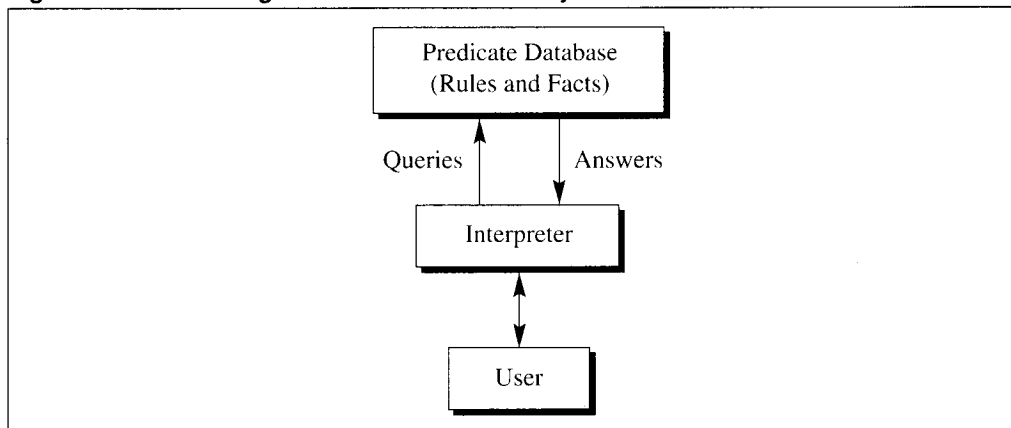 Predicate Database
(Rules and Facts)
Queries
Answers
Interpreter
User